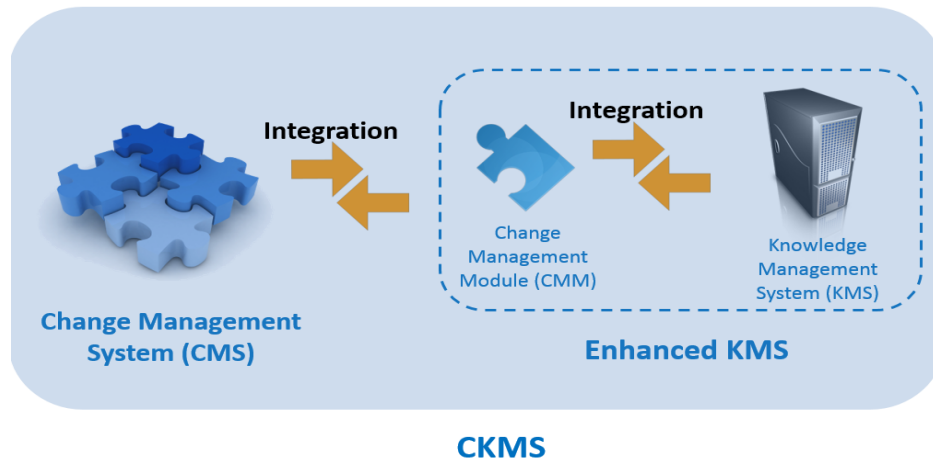 Integration
Integration
Change
Management
Module (CMM)
Knowledge
Management
System (KMS)
Change Management
System (CMS)
Enhanced KMS
CKMS